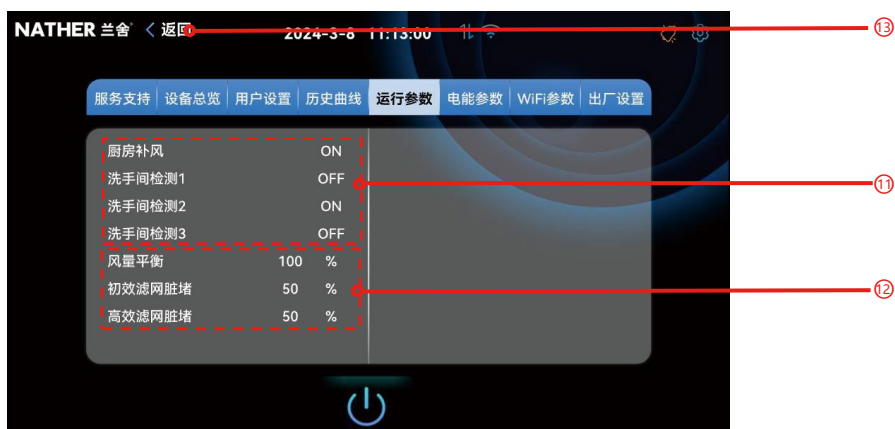 NATHER 兰舍 < 返回 2024-3-8 11:13:00 ⑬
服务支持 设备总览 用户设置 历史曲线 运行参数 电能参数 WiFi参数 出厂设置
厨房补风 ON
洗手间检测1 OFF ⑪
洗手间检测2 ON
洗手间检测3 OFF
风量平衡 100 %
初效滤网脏堵 50 % ⑫
高效滤网脏堵 50 %